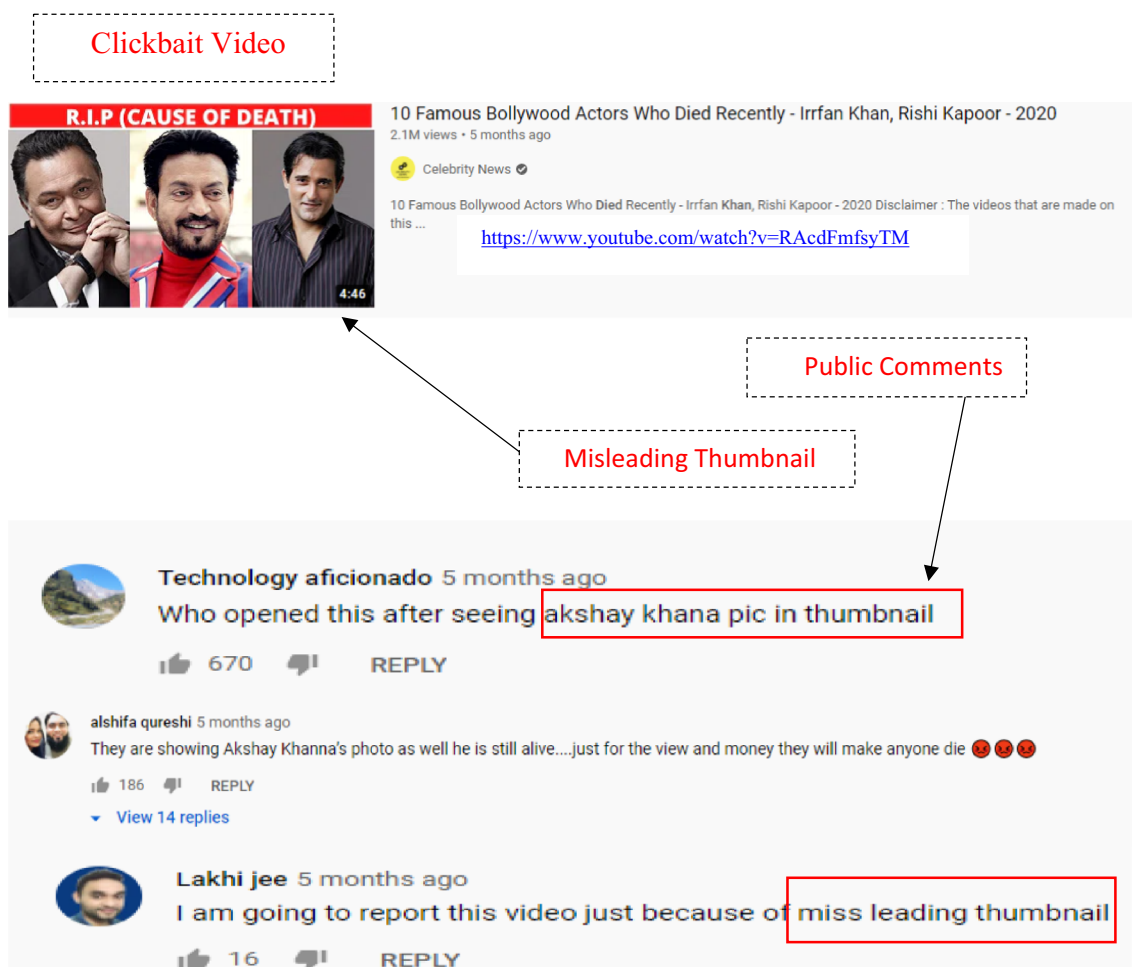 Clickbait Video
R.I.P (CAUSE OF DEATH)
4:46
10 Famous Bollywood Actors Who Died Recently - Irrfan Khan, Rishi Kapoor - 2020
2.1M views • 5 months ago
Celebrity News
10 Famous Bollywood Actors Who Died Recently - Irrfan Khan, Rishi Kapoor - 2020 Disclaimer : The videos that are made on
this ...
https://www.youtube.com/watch?v=RAcdFmfsyTM
Public Comments
Misleading Thumbnail
Technology aficionado 5 months ago
Who opened this after seeing akshay khana pic in thumbnail
670 REPLY
alshifa qureshi 5 months ago
They are showing Akshay Khanna's photo as well he is still alive....just for the view and money they will make anyone die 😡😡😡
186 REPLY
View 14 replies
Lakhi jee 5 months ago
I am going to report this video just because of miss leading thumbnail
16 REPLY